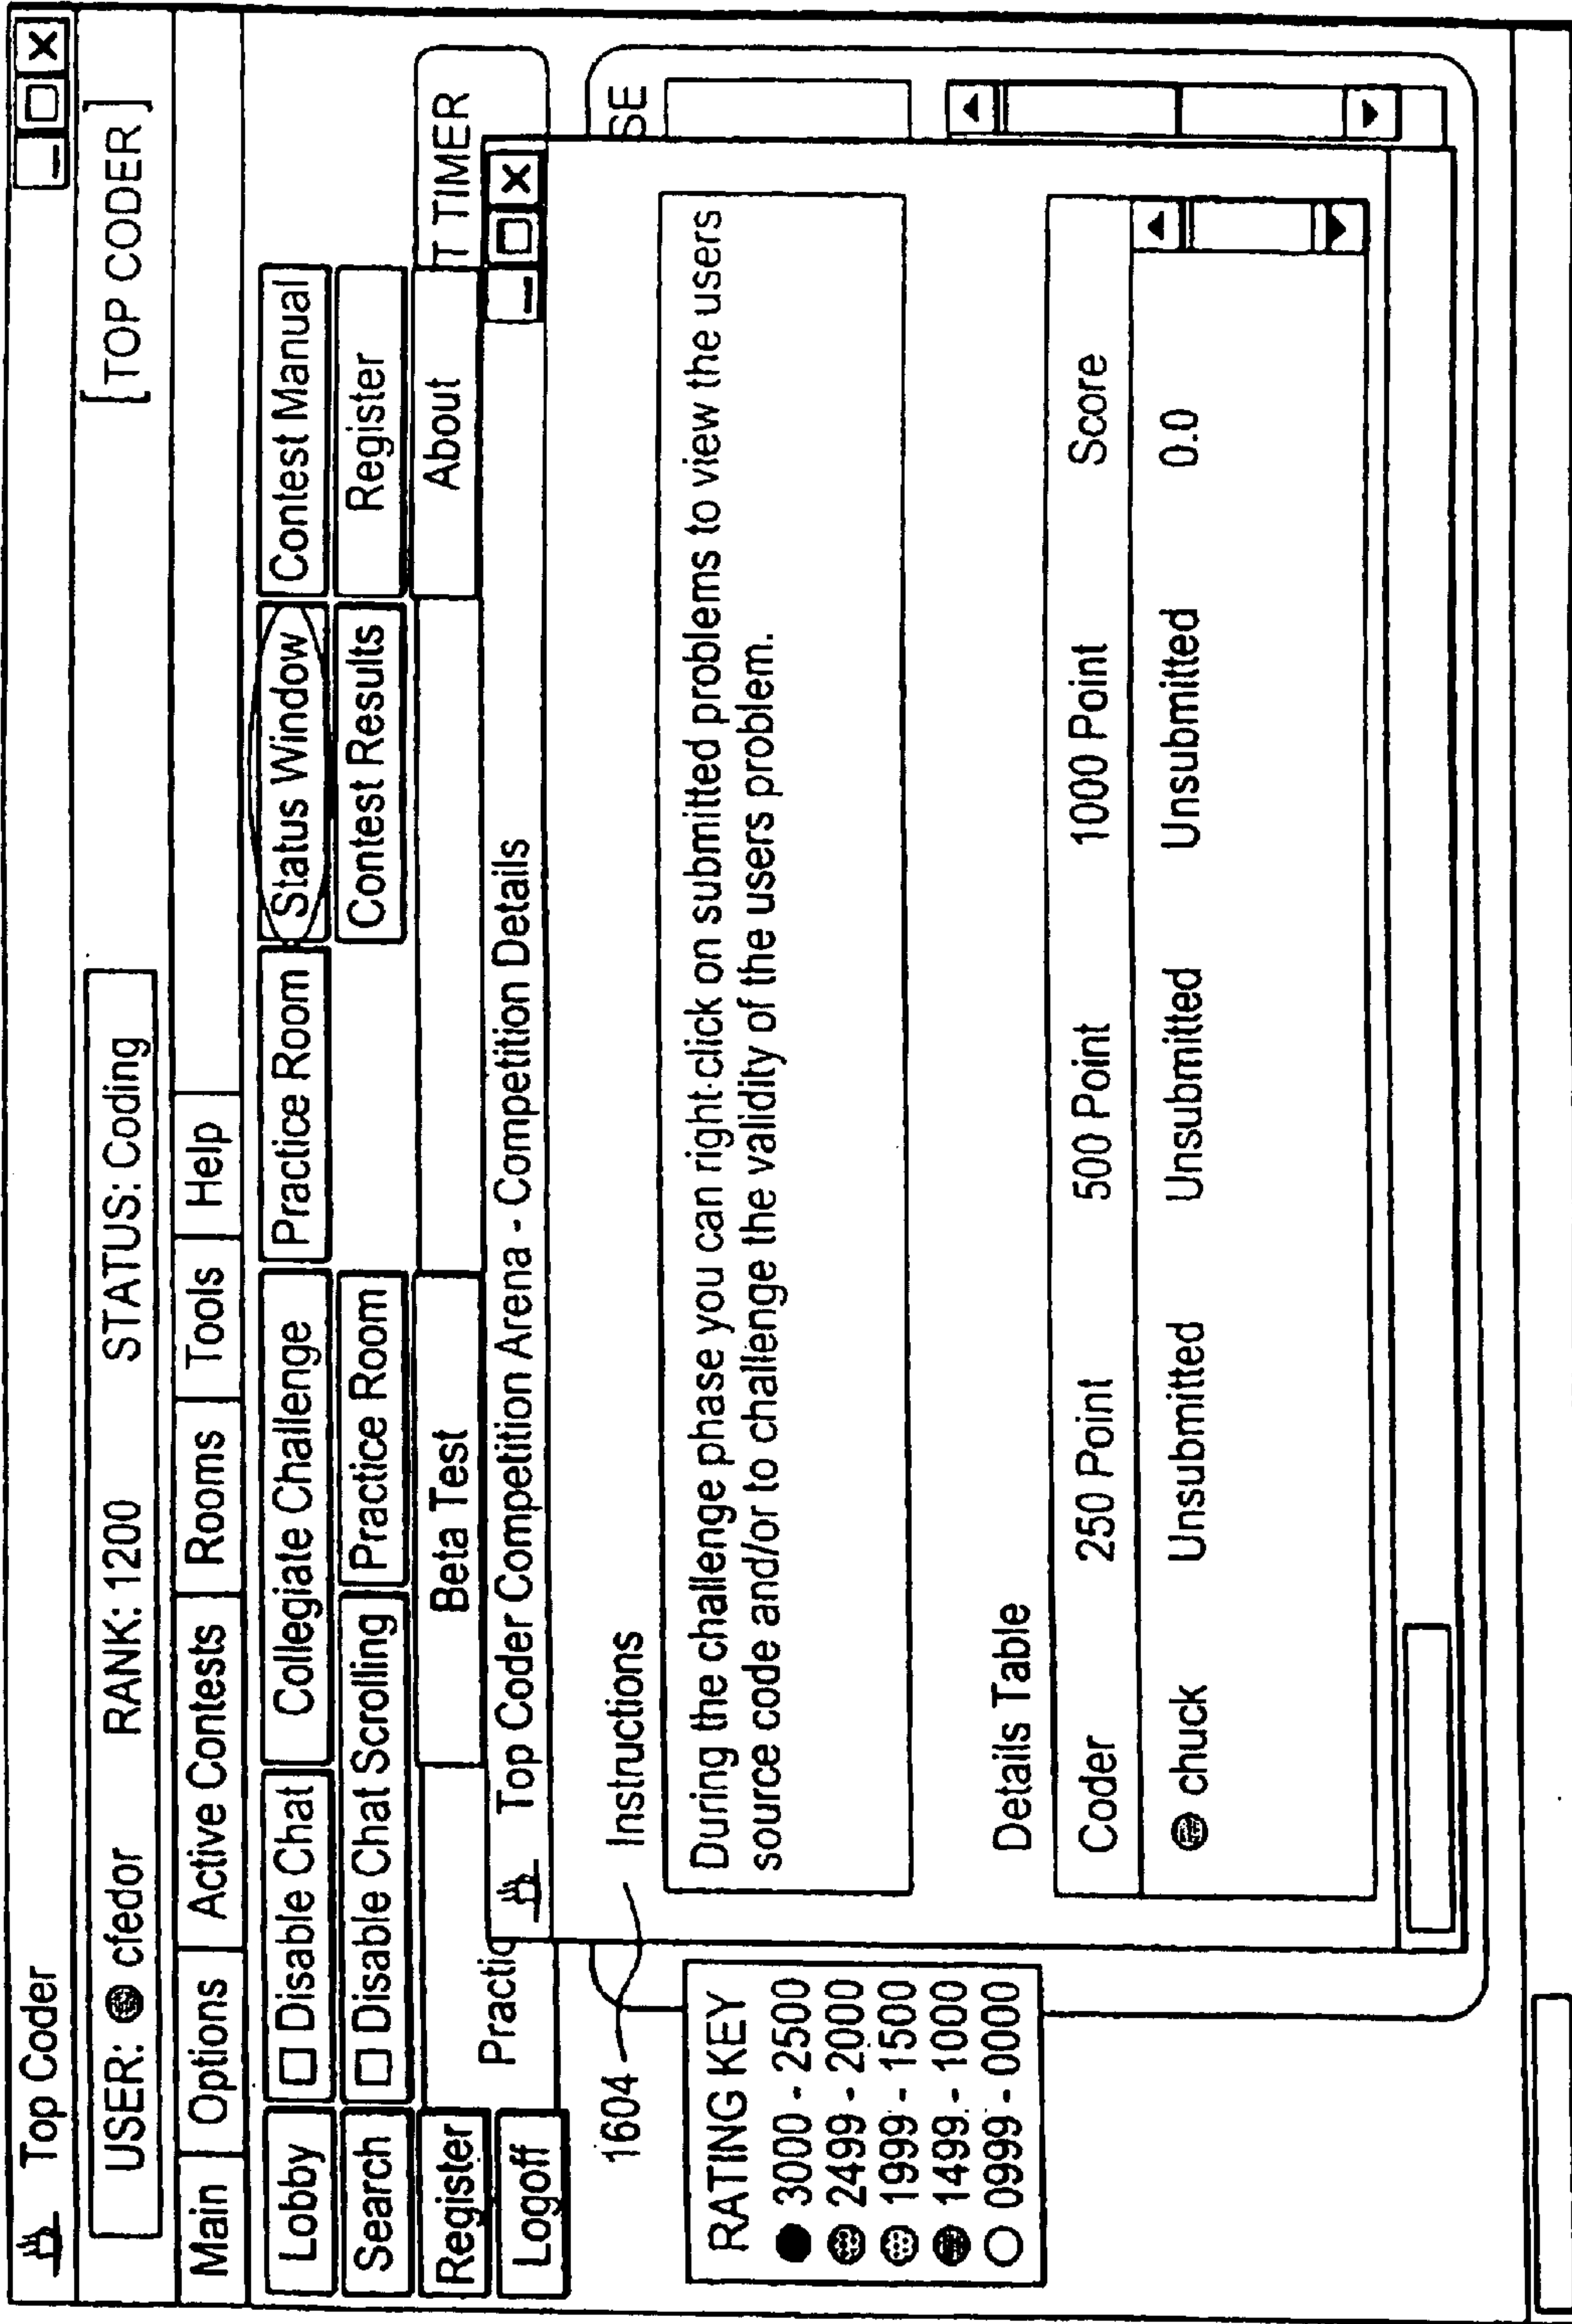 Top Coder
USER: cfedor RANK: 1200 STATUS: Coding [TOP CODER]
Main Options Active Contests Rooms Tools Help
Lobby Disable Chat Collegiate Challenge Practice Room Status Window Contest Manual
Search Disable Chat Scrolling Practice Room Contest Results Register
Register Beta Test About
Logoff Practic T TIMER
Top Coder Competition Arena - Competition Details
1604 Instructions SE
During the challenge phase you can right-click on submitted problems to view the users
source code and/or to challenge the validity of the users problem.
RATING KEY
3000 - 2500
2499 - 2000
1999 - 1500
1499 - 1000
0999 - 0000
Details Table
Coder 250 Point 500 Point 1000 Point Score
chuck Unsubmitted Unsubmitted Unsubmitted 0.0